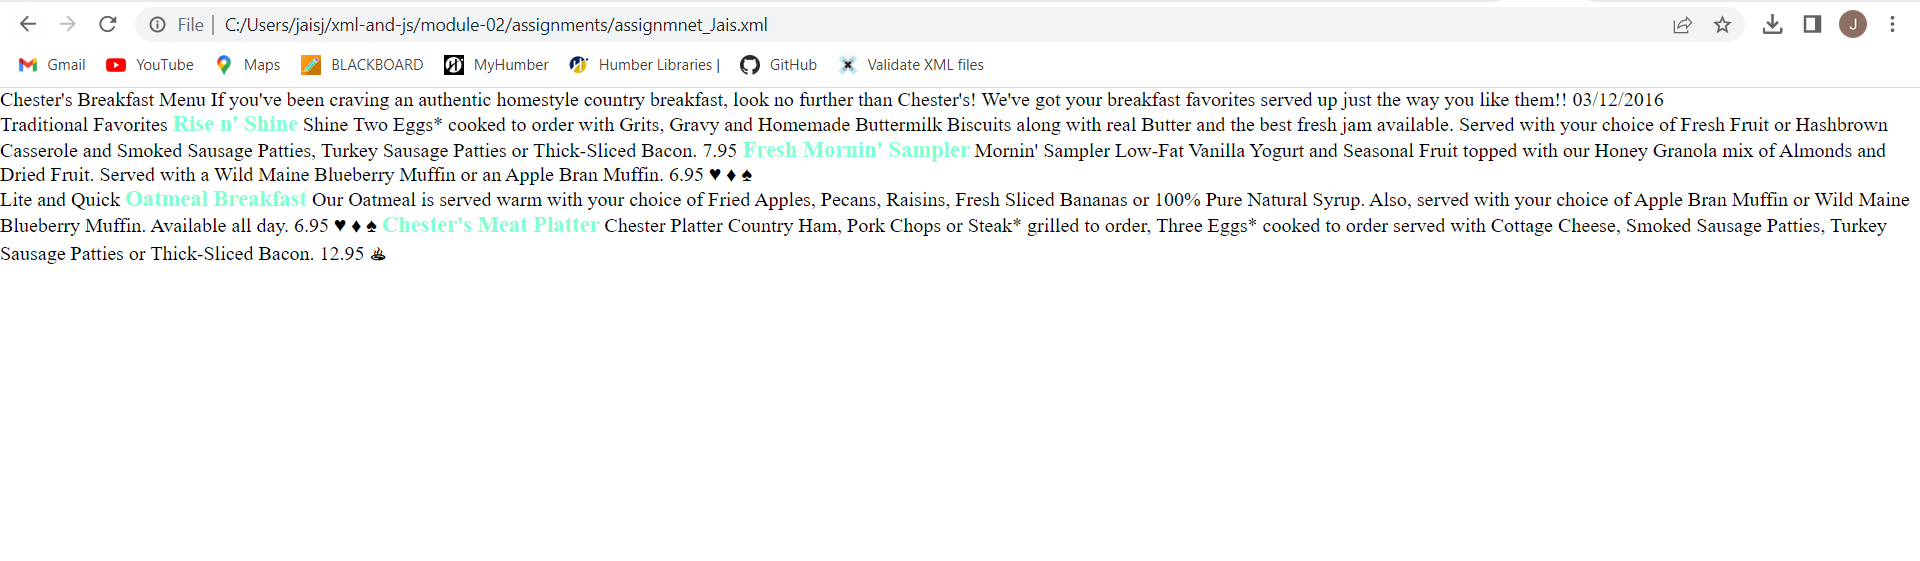 File | C:/Users/jaisj/xml-and-js/module-02/assignments/assignmnet_Jais.xml
J
Gmail YouTube Maps BLACKBOARD MyHumber Humber Libraries | GitHub Validate XML files
Chester's Breakfast Menu If you've been craving an authentic homestyle country breakfast, look no further than Chester's! We've got your breakfast favorites served up just the way you like them!! 03/12/2016
Traditional Favorites Rise n' Shine Shine Two Eggs* cooked to order with Grits, Gravy and Homemade Buttermilk Biscuits along with real Butter and the best fresh jam available. Served with your choice of Fresh Fruit or Hashbrown
Casserole and Smoked Sausage Patties, Turkey Sausage Patties or Thick-Sliced Bacon. 7.95 Fresh Mornin' Sampler Mornin' Sampler Low-Fat Vanilla Yogurt and Seasonal Fruit topped with our Honey Granola mix of Almonds and
Dried Fruit. Served with a Wild Maine Blueberry Muffin or an Apple Bran Muffin. 6.95 ♥ ♦ ♠
Lite and Quick Oatmeal Breakfast Our Oatmeal is served warm with your choice of Fried Apples, Pecans, Raisins, Fresh Sliced Bananas or 100% Pure Natural Syrup. Also, served with your choice of Apple Bran Muffin or Wild Maine
Blueberry Muffin. Available all day. 6.95 ♥ ♦ ♠ Chester's Meat Platter Chester Platter Country Ham, Pork Chops or Steak* grilled to order, Three Eggs* cooked to order served with Cottage Cheese, Smoked Sausage Patties, Turkey
Sausage Patties or Thick-Sliced Bacon. 12.95 ♨